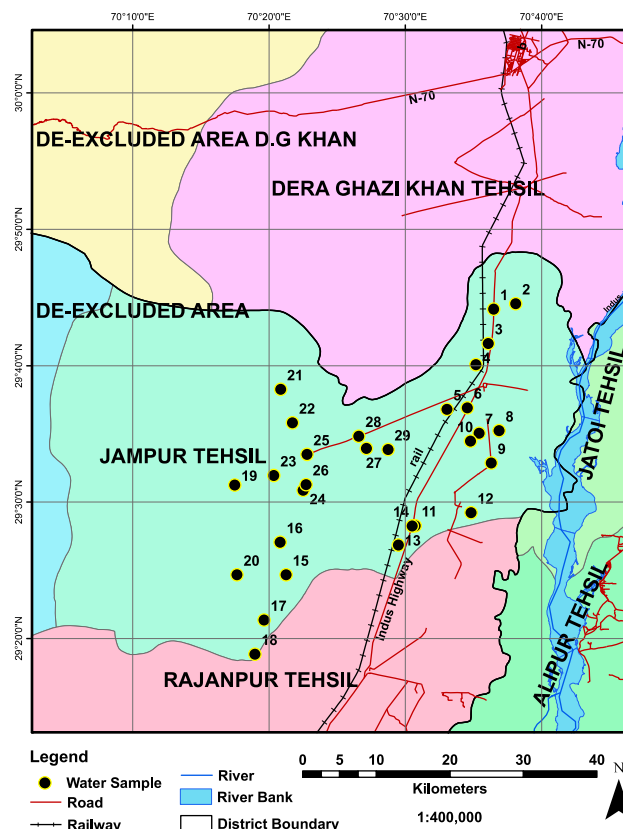 70°10'0"E 70°20'0"E 70°30'0"E 70°40'0"E
N-70
30°0'0"N
N-70
DE-EXCLUDED AREA D.G KHAN
DERA GHAZI KHAN TEHSIL
29°50'0"N
DE-EXCLUDED AREA
1 2
Indus
3
29°40'0"N
4
21
5 6
22
28 7 8
25 29 10
JATOI TEHSIL
rail
JAMPUR TEHSIL
27 9
19 23 26
24
29°30'0"N
12
14 11
16 13
20 15
Indus Highway
17
29°20'0"N
18
RAJANPUR TEHSIL
ALIPUR TEHSIL
Legend
Water Sample
Road
Railway
River
River Bank
District Boundary
0 5 10 20 30 40
Kilometers
1:400,000
N